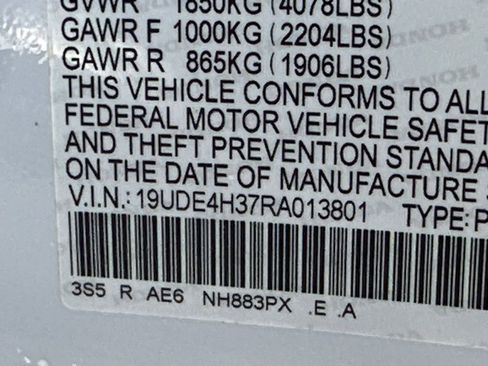 GVWR 1850KG (4078LBS)
GAWR F 1000KG (2204LBS)
GAWR R 865KG (1906LBS)
THIS VEHICLE CONFORMS TO ALL
FEDERAL MOTOR VEHICLE SAFET
AND THEFT PREVENTION STANDA
ON THE DATE OF MANUFACTURE
V.I.N.: 19UDE4H37RA013801 TYPE: P
3S5 R AE6 NH883PX .E .A